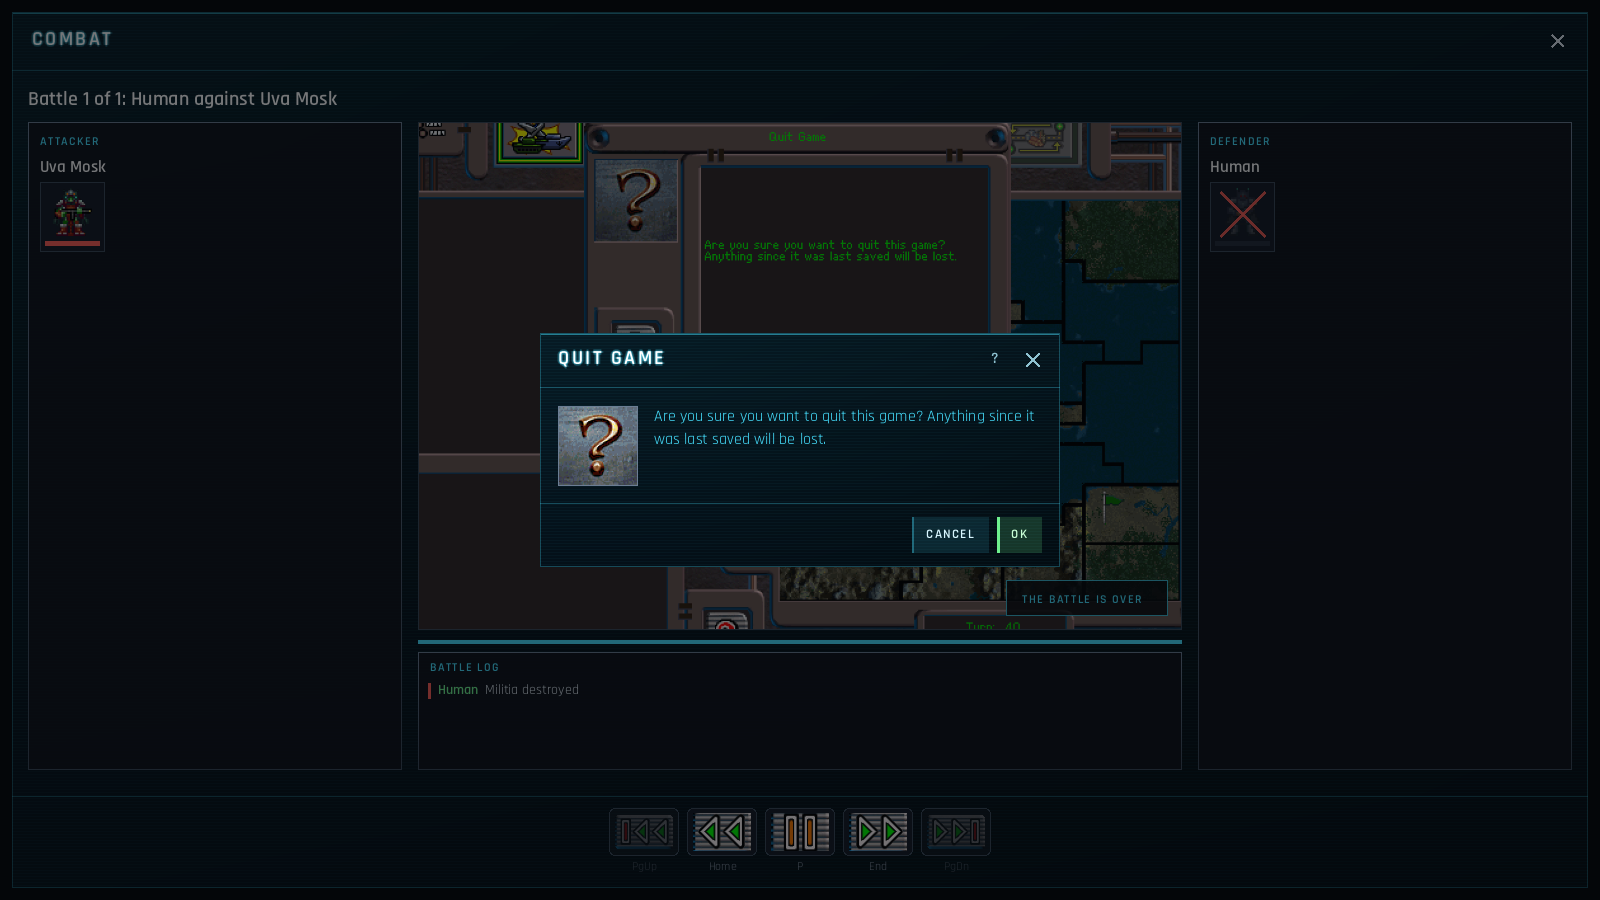 COMBAT
Battle 1 of 1: Human against Uva Mosk
ATTACKER
Uva Mosk
DEFENDER
Human
Quit Game
Are you sure you want to quit this game?
Anything since it was last saved will be lost.
QUIT GAME
?
Are you sure you want to quit this game? Anything since it
was last saved will be lost.
CANCEL
OK
THE BATTLE IS OVER
Turn: 40
BATTLE LOG
Human Militia destroyed
PgUp
Home
P
End
PgDn